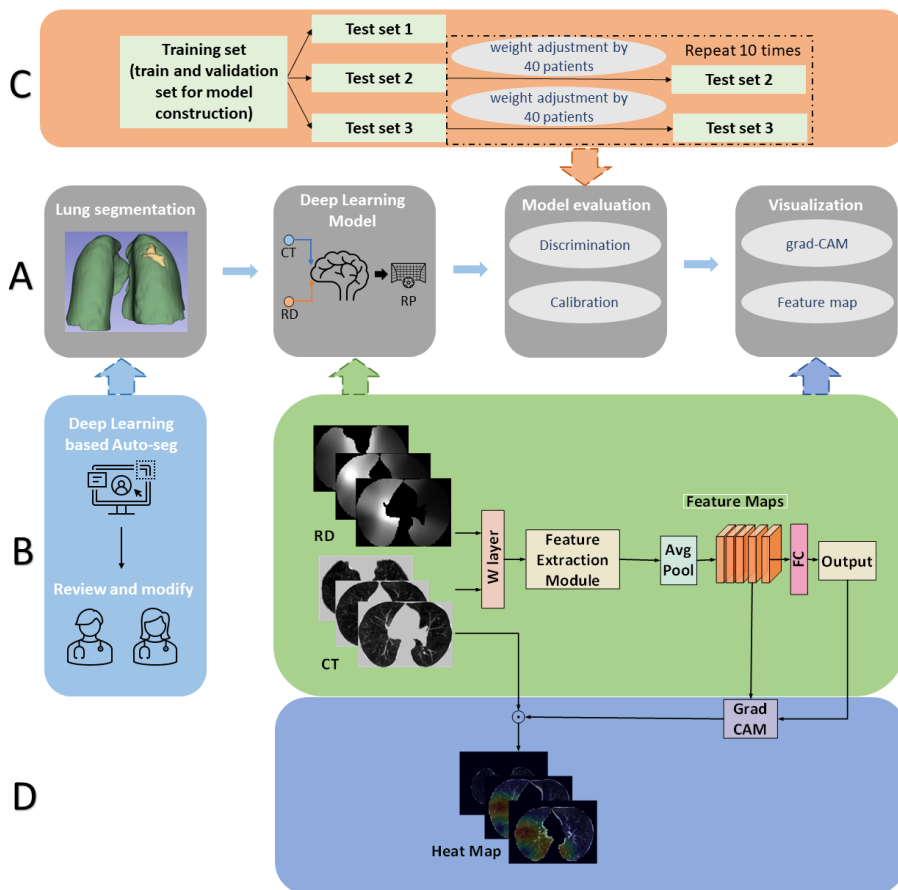 C
Training set
(train and validation
set for model
construction)
Test set 1
Test set 2
Test set 3
weight adjustment by
40 patients
weight adjustment by
40 patients
Repeat 10 times
Test set 2
Test set 3
A
Lung segmentation
Deep Learning
Model
CT
RD
RP
Model evaluation
Discrimination
Calibration
Visualization
grad-CAM
Feature map
B
Deep Learning
based Auto-seg
Review and modify
RD
CT
W layer
Feature
Extraction
Module
Avg
Pool
Feature Maps
FC
Output
D
Grad
CAM
Heat Map